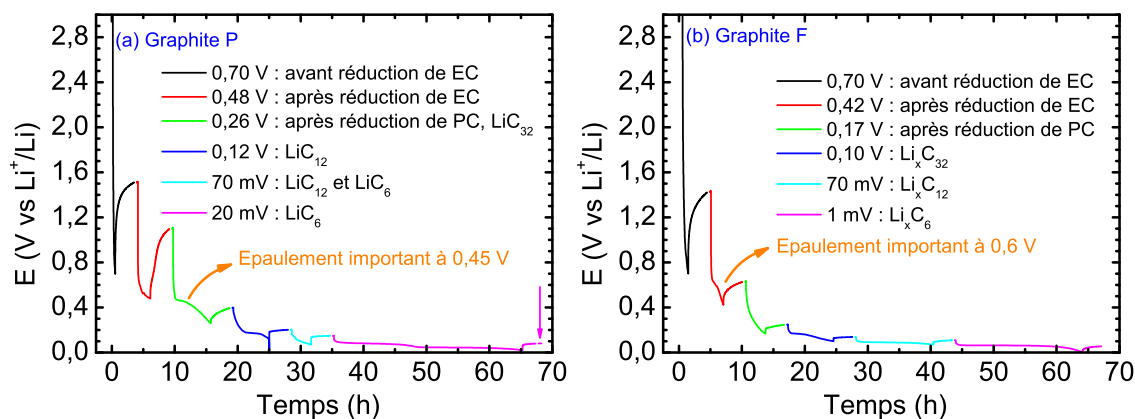 (a) Graphite P
0,70 V : avant réduction de EC
0,48 V : après réduction de EC
0,26 V : après réduction de PC, LiC32
0,12 V : LiC12
70 mV : LiC12 et LiC6
20 mV : LiC6
Epaulement important à 0,45 V
E (V vs Li+/Li)
2,8
2,4
2,0
1,6
1,2
0,8
0,4
0,0
0 10 20 30 40 50 60 70
Temps (h)
(b) Graphite F
0,70 V : avant réduction de EC
0,42 V : après réduction de EC
0,17 V : après réduction de PC
0,10 V : LixC32
70 mV : LixC12
1 mV : LixC6
Epaulement important à 0,6 V
E (V vs Li+/Li)
2,8
2,4
2,0
1,6
1,2
0,8
0,4
0,0
0 10 20 30 40 50 60 70
Temps (h)